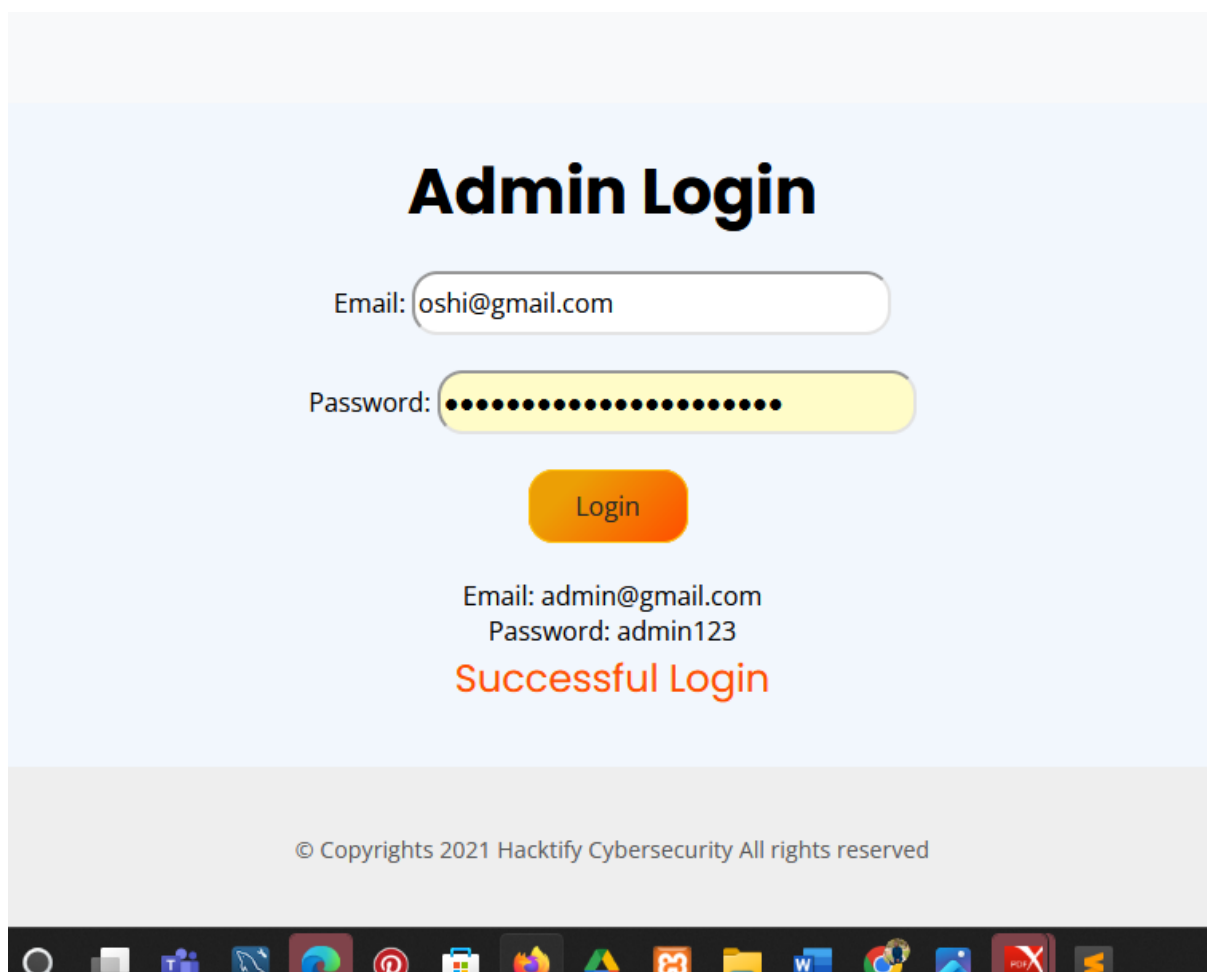 Admin Login
Email: oshi@gmail.com
Password: ••••••••••••••••••••••
Login
Email: admin@gmail.com
Password: admin123
Successful Login
© Copyrights 2021 Hacktify Cybersecurity All rights reserved